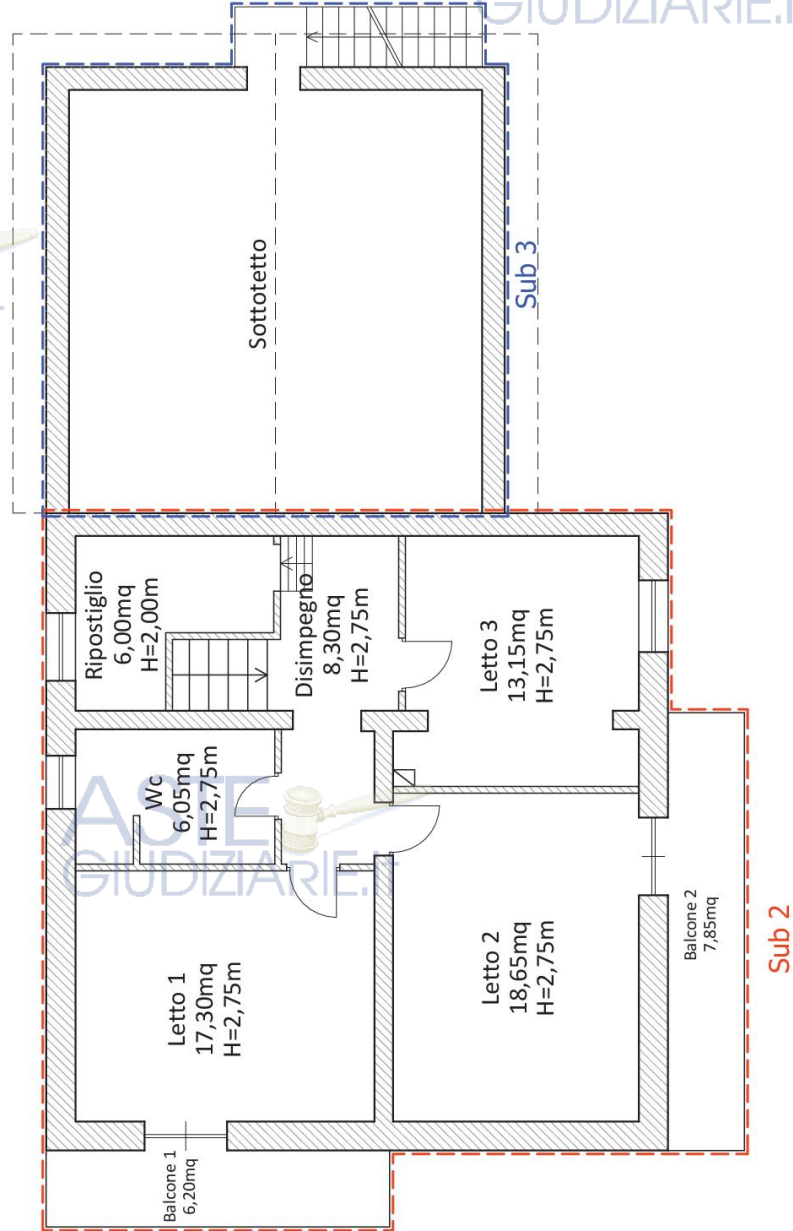 GIUDIZIARIE.IT
Sottotetto
Sub 3
Ripostiglio
6,00mq
H=2,00m
Disimpegno
8,30mq
H=2,75m
Letto 3
13,15mq
H=2,75m
Wc
6,05mq
H=2,75m
ASTE
GIUDIZIARIE.IT
Letto 1
17,30mq
H=2,75m
Letto 2
18,65mq
H=2,75m
Balcone 2
7,85mq
Sub 2
Balcone 1
6,20mq